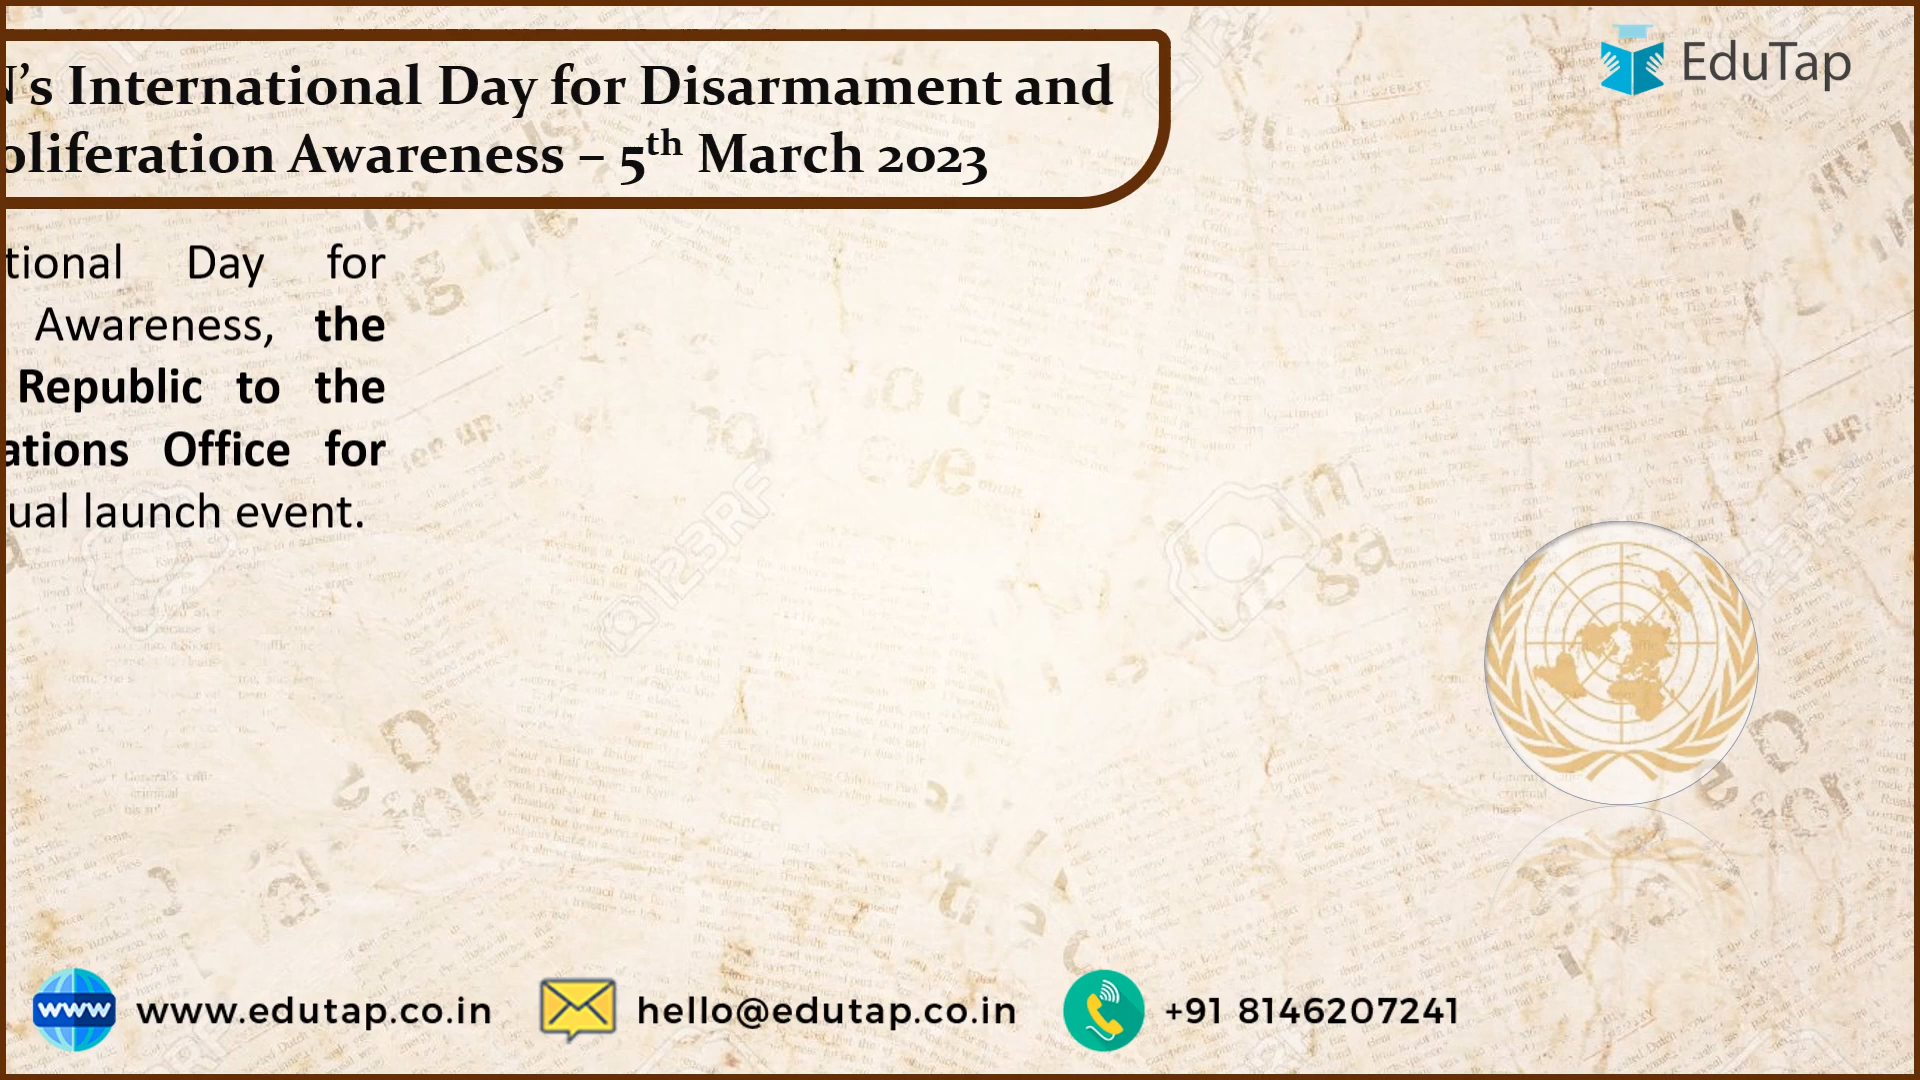 N’s International Day for Disarmament and
EduTap
oliferation Awareness – 5th March 2023
tional Day for
Awareness, the
Republic to the
ations Office for
ual launch event.
www www.edutap.co.in hello@edutap.co.in +91 8146207241